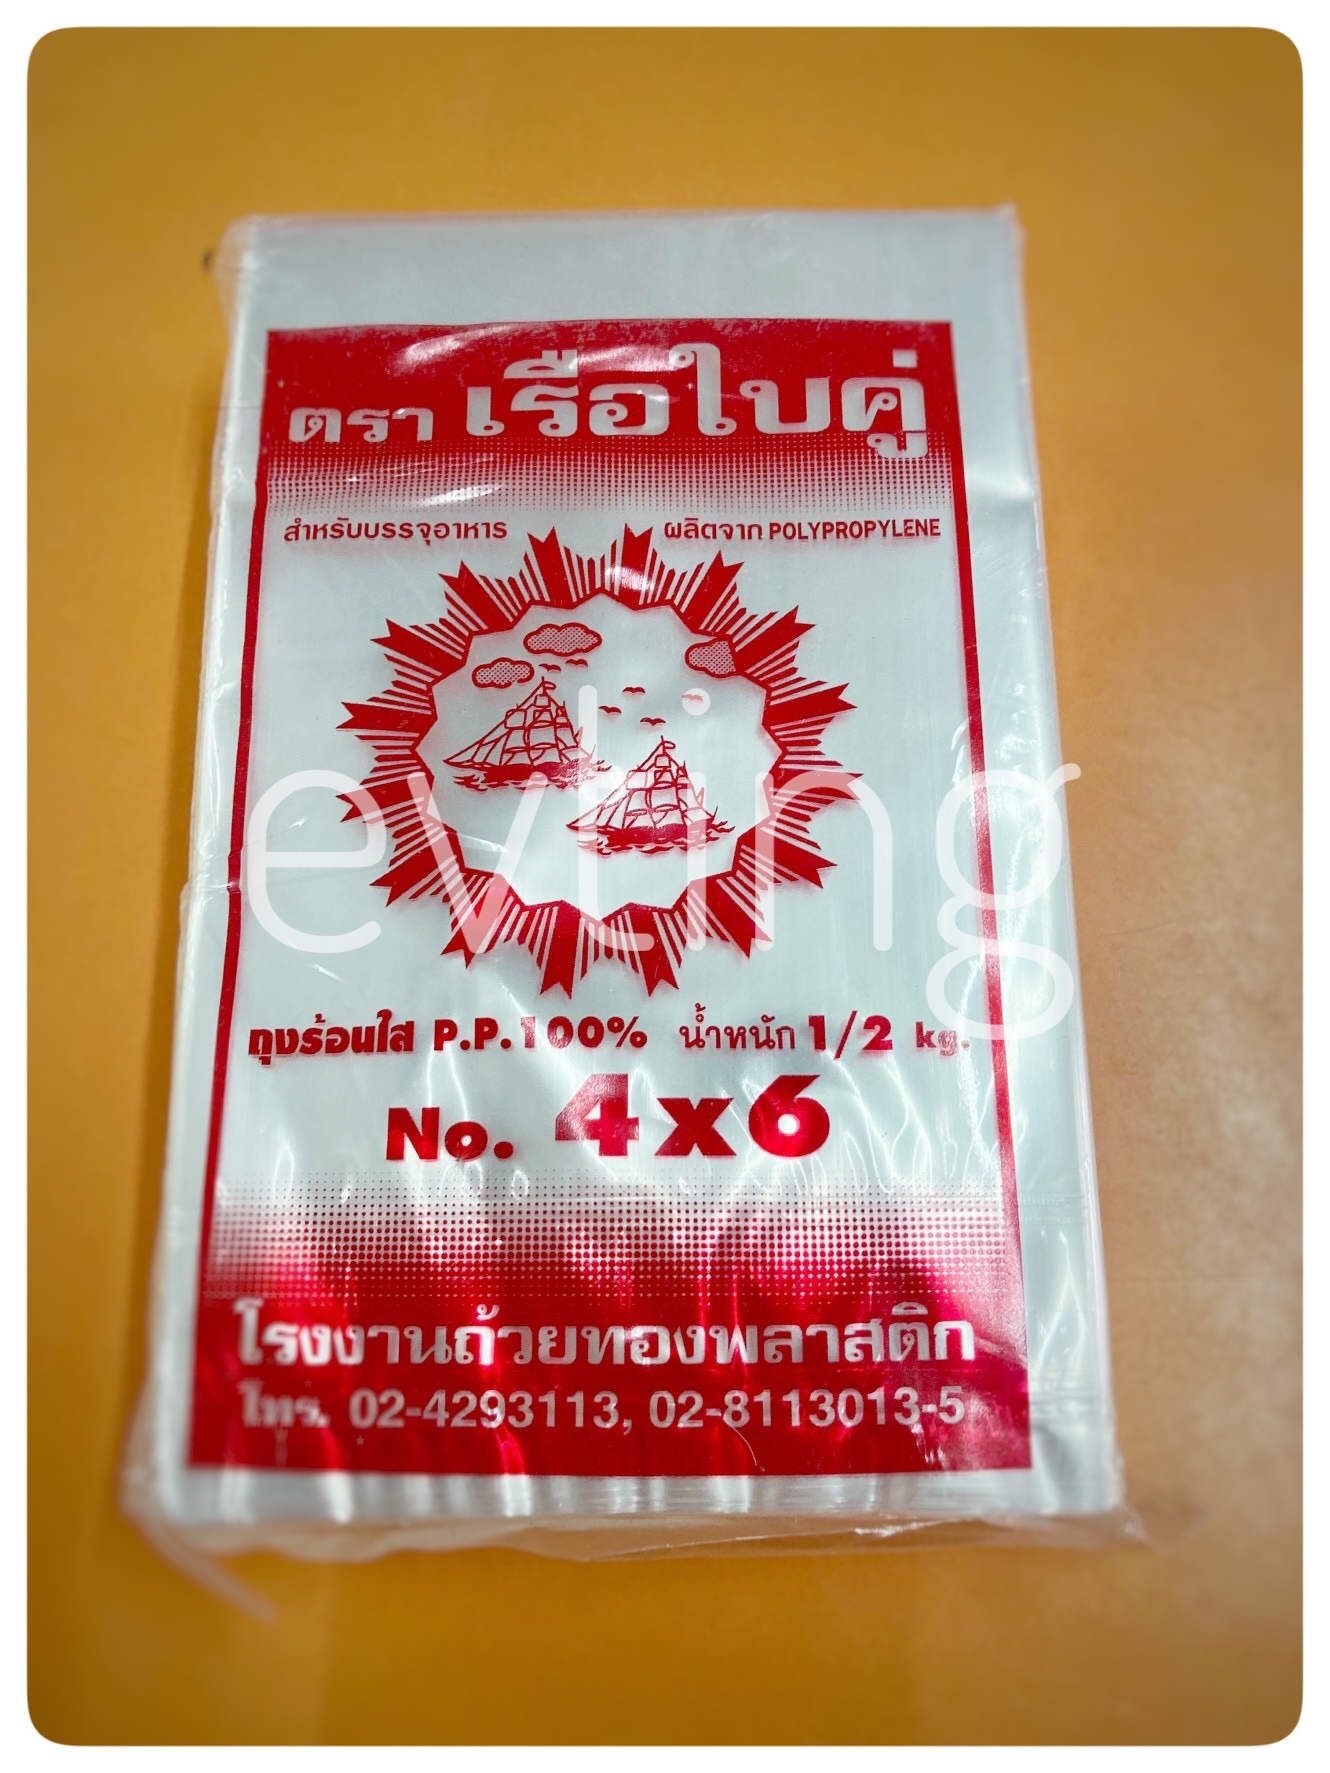 ตรา เรือใบคู่
สำหรับบรรจุอาหาร ผลิตจาก POLYPROPYLENE
evting
ถุงร้อนใส P.P.100% น้ำหนัก 1/2 kg.
No. 4x6
โรงงานถ้วยทองพลาสติก
โทร. 02-4293113, 02-8113013-5